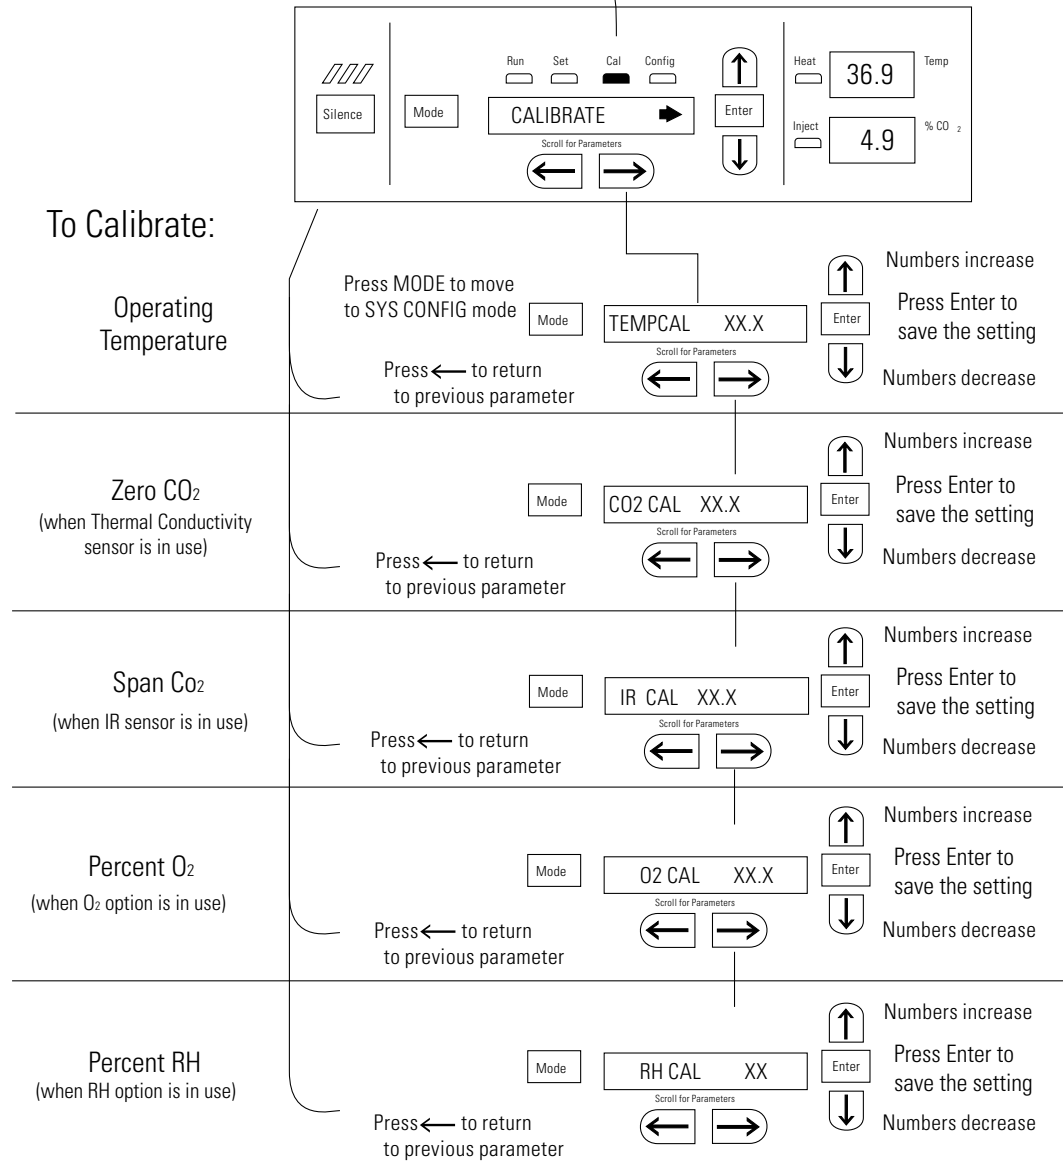 Run Set Cal Config
Heat 36.9 Temp
Silence
Mode
CALIBRATE
Enter
Inject 4.9 % CO 2
Scroll for Parameters
To Calibrate:
Operating
Temperature
Press MODE to move
to SYS CONFIG mode
Mode
TEMPCAL XX.X
Scroll for Parameters
Press ← to return
to previous parameter
Numbers increase
Enter
Press Enter to
save the setting
Numbers decrease
Zero CO2
(when Thermal Conductivity
sensor is in use)
Mode
CO2 CAL XX.X
Scroll for Parameters
Press ← to return
to previous parameter
Numbers increase
Enter
Press Enter to
save the setting
Numbers decrease
Span Co2
(when IR sensor is in use)
Mode
IR CAL XX.X
Scroll for Parameters
Press ← to return
to previous parameter
Numbers increase
Enter
Press Enter to
save the setting
Numbers decrease
Percent O2
(when O2 option is in use)
Mode
O2 CAL XX.X
Scroll for Parameters
Press ← to return
to previous parameter
Numbers increase
Enter
Press Enter to
save the setting
Numbers decrease
Percent RH
(when RH option is in use)
Mode
RH CAL XX
Scroll for Parameters
Press ← to return
to previous parameter
Numbers increase
Enter
Press Enter to
save the setting
Numbers decrease